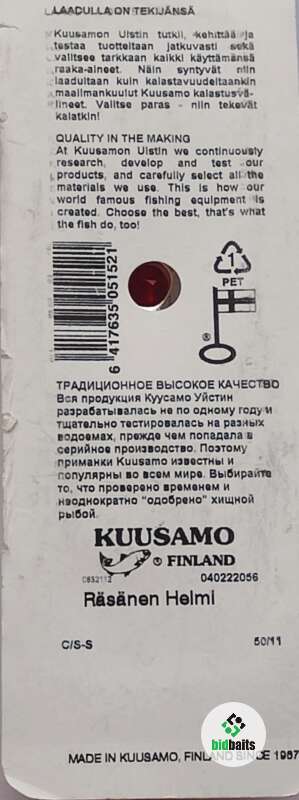 LAADULLA ON TEKIJÄNSÄ
Kuusamon Uistin tutkii, kehittää ja
testaa tuotteitaan jatkuvasti sekä
valitsee tarkkaan kaikki käyttämänsä
raaka-aineet. Näin syntyvät niin
laadultaan kuin kalastavuudeltaankin
maailmankuulut Kuusamo kalastusvä-
lineet. Valitse paras - niin tekevät
kalatkin!
QUALITY IN THE MAKING
At Kuusamon Uistin we continuously
research, develop and test our
products, and carefully select all the
materials we use. This is how our
world famous fishing equipment is
created. Choose the best, that's what
the fish do, too!
6 417635 051521
1
PET
®
ТРАДИЦИОННОЕ ВЫСОКОЕ КАЧЕСТВО
Вся продукция Куусамо Уйстин
разрабатывалась не по одному году и
тщательно тестировалась на разных
водоемах, прежде чем попадала в
серийное производство. Поэтому
приманки Kuusamo известны и
популярны во всем мире. Выбирайте
то, что проверено временем и
неоднократно "одобрено" хищной
рыбой.
KUUSAMO
® FINLAND
0832112 040222056
Räsänen Helmi
C/S-S 50/11
bidbaits
MADE IN KUUSAMO, FINLAND SINCE 1967